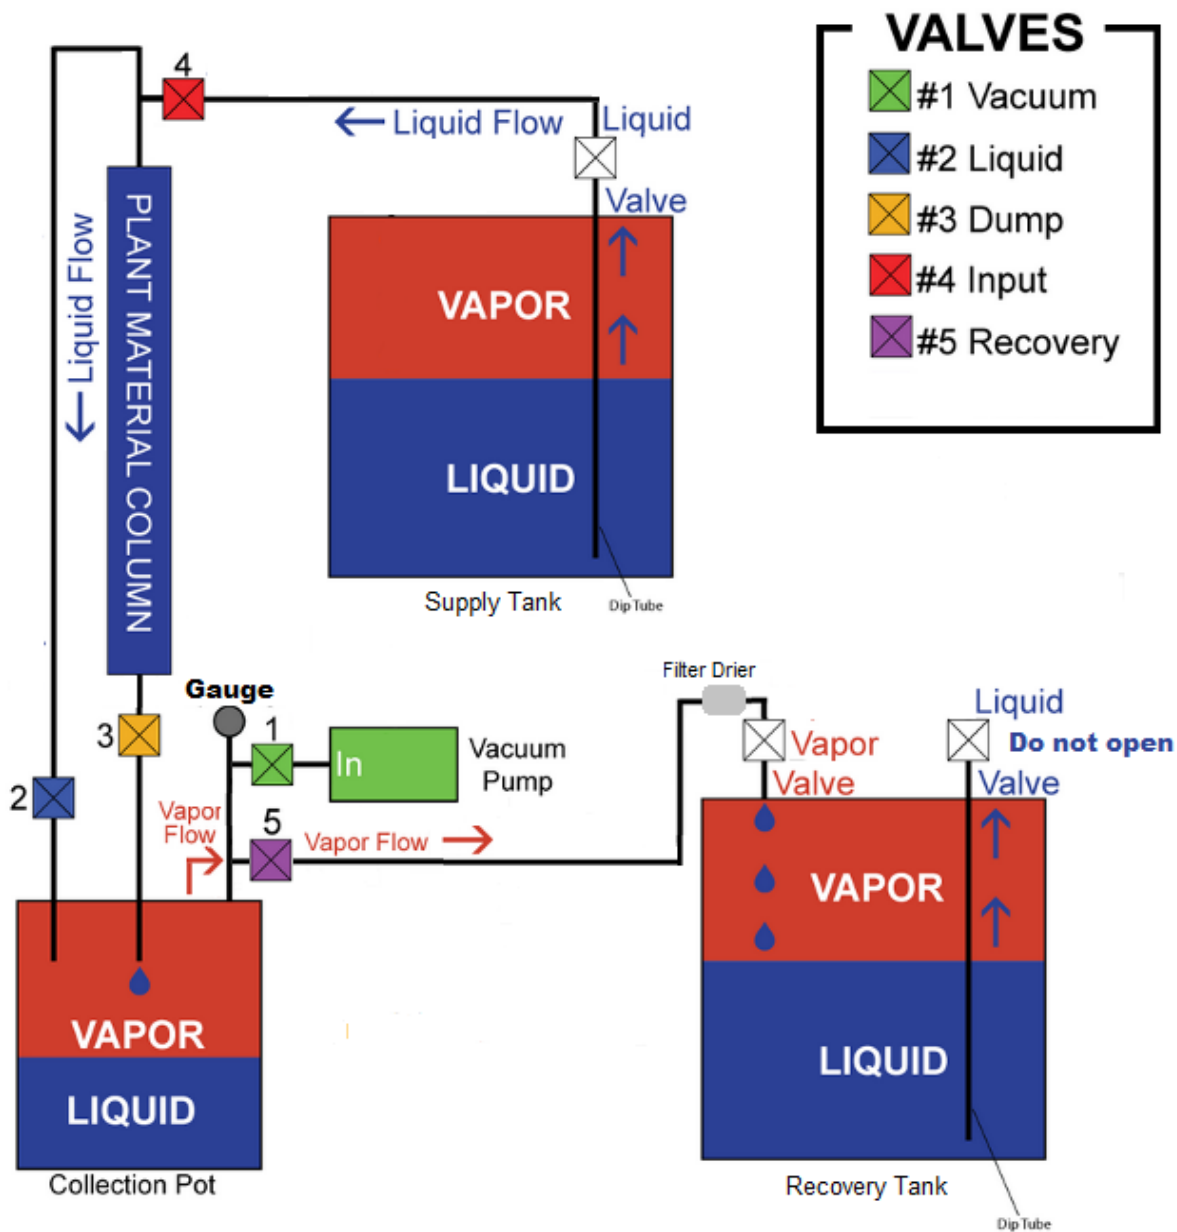 VALVES
#1 Vacuum
#2 Liquid
#3 Dump
#4 Input
#5 Recovery
4
Liquid Flow
Liquid
Valve
VAPOR
LIQUID
Supply Tank
Dip Tube
Liquid Flow
PLANT MATERIAL COLUMN
Gauge
1
In
Vacuum
Pump
3
2
Vapor
Flow
5
Vapor Flow
Filter Drier
Vapor
Valve
Liquid
Do not open
Valve
VAPOR
LIQUID
Recovery Tank
Dip Tube
VAPOR
LIQUID
Collection Pot